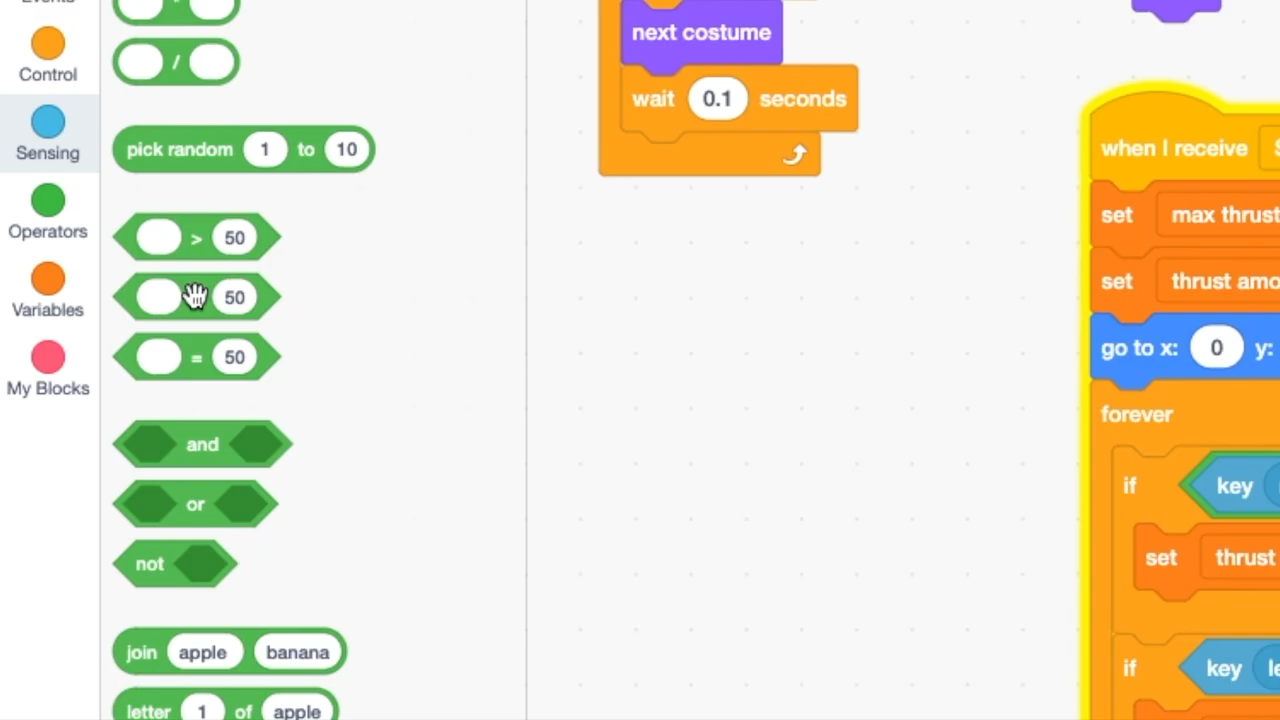 Control
Sensing
Operators
Variables
My Blocks
/
pick random 1 to 10
> 50
50
= 50
and
or
not
join apple banana
letter 1 of apple
next costume
wait 0.1 seconds
when I receive
set max thrust
set thrust amo
go to x: 0 y:
forever
if key
set thrust
if key le